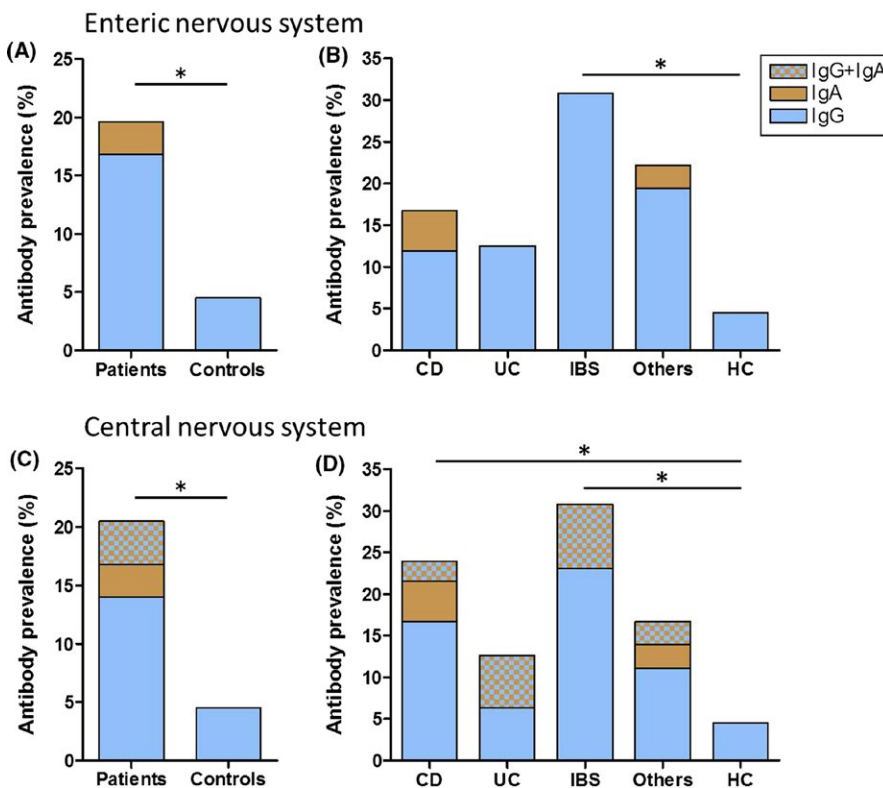 Enteric nervous system
(A)
Antibody prevalence (%)
25
20
15
10
5
0
*
Patients Controls
(B)
Antibody prevalence (%)
35
30
25
20
15
10
5
0
*
CD UC IBS Others HC
IgG+IgA
IgA
IgG
Central nervous system
(C)
Antibody prevalence (%)
25
20
15
10
5
0
*
Patients Controls
(D)
Antibody prevalence (%)
35
30
25
20
15
10
5
0
*
*
CD UC IBS Others HC